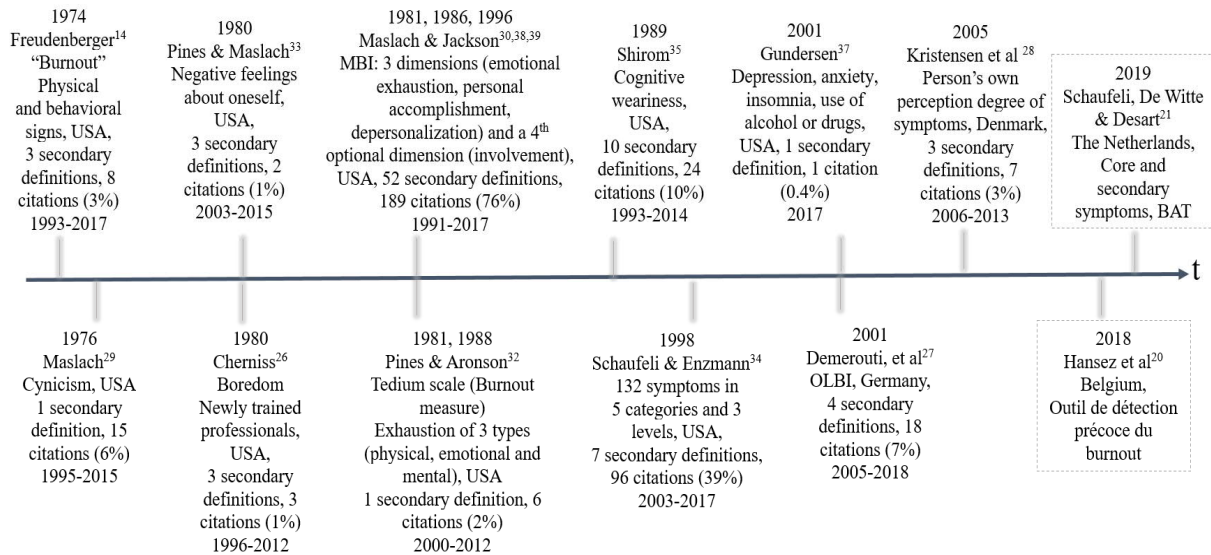 1974
Freudenberger14
“Burnout”
Physical
and behavioral
signs, USA,
3 secondary
definitions, 8
citations (3%)
1993-2017
1980
Pines & Maslach33
Negative feelings
about oneself,
USA,
3 secondary
definitions, 2
citations (1%)
2003-2015
1981, 1986, 1996
Maslach & Jackson30,38,39
MBI: 3 dimensions (emotional
exhaustion, personal
accomplishment,
depersonalization) and a 4th
optional dimension (involvement),
USA, 52 secondary definitions,
189 citations (76%)
1991-2017
1989
Shirom35
Cognitive
weariness,
USA,
10 secondary
definitions, 24
citations (10%)
1993-2014
2001
Gundersen37
Depression, anxiety,
insomnia, use of
alcohol or drugs,
USA, 1 secondary
definition, 1 citation
(0.4%)
2017
2005
Kristensen et al 28
Person’s own
perception degree of
symptoms, Denmark,
3 secondary
definitions, 7
citations (3%)
2006-2013
2019
Schaufeli, De Witte
& Desart21
The Netherlands,
Core and
secondary
symptoms, BAT
t
1976
Maslach29
Cynicism, USA
1 secondary
definition, 15
citations (6%)
1995-2015
1980
Cherniss26
Boredom
Newly trained
professionals,
USA,
3 secondary
definitions, 3
citations (1%)
1996-2012
1981, 1988
Pines & Aronson32
Tedium scale (Burnout
measure)
Exhaustion of 3 types
(physical, emotional and
mental), USA
1 secondary definition, 6
citations (2%)
2000-2012
1998
Schaufeli & Enzmann34
132 symptoms in
5 categories and 3
levels, USA,
7 secondary definitions,
96 citations (39%)
2003-2017
2001
Demerouti, et al27
OLBI, Germany,
4 secondary
definitions, 18
citations (7%)
2005-2018
2018
Hansez et al20
Belgium,
Outil de détection
précoce du
burnout